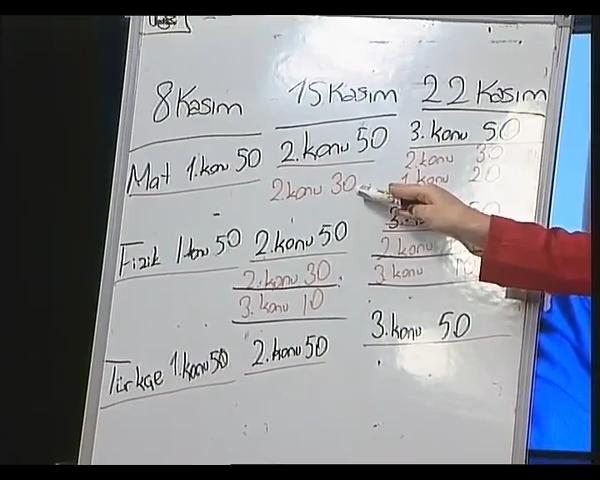 8 Kasım 15 Kasım 22 Kasım
Mat 1. konu 50 2. konu 50 3. konu 50
2 konu 30 2. konu 30
1. konu 20
Fizik 1. konu 50 2. konu 50 3.
2. konu 30 2 konu
3. konu 10 3 konu 10
Türkçe 1. konu 50 2. konu 50 3. konu 50